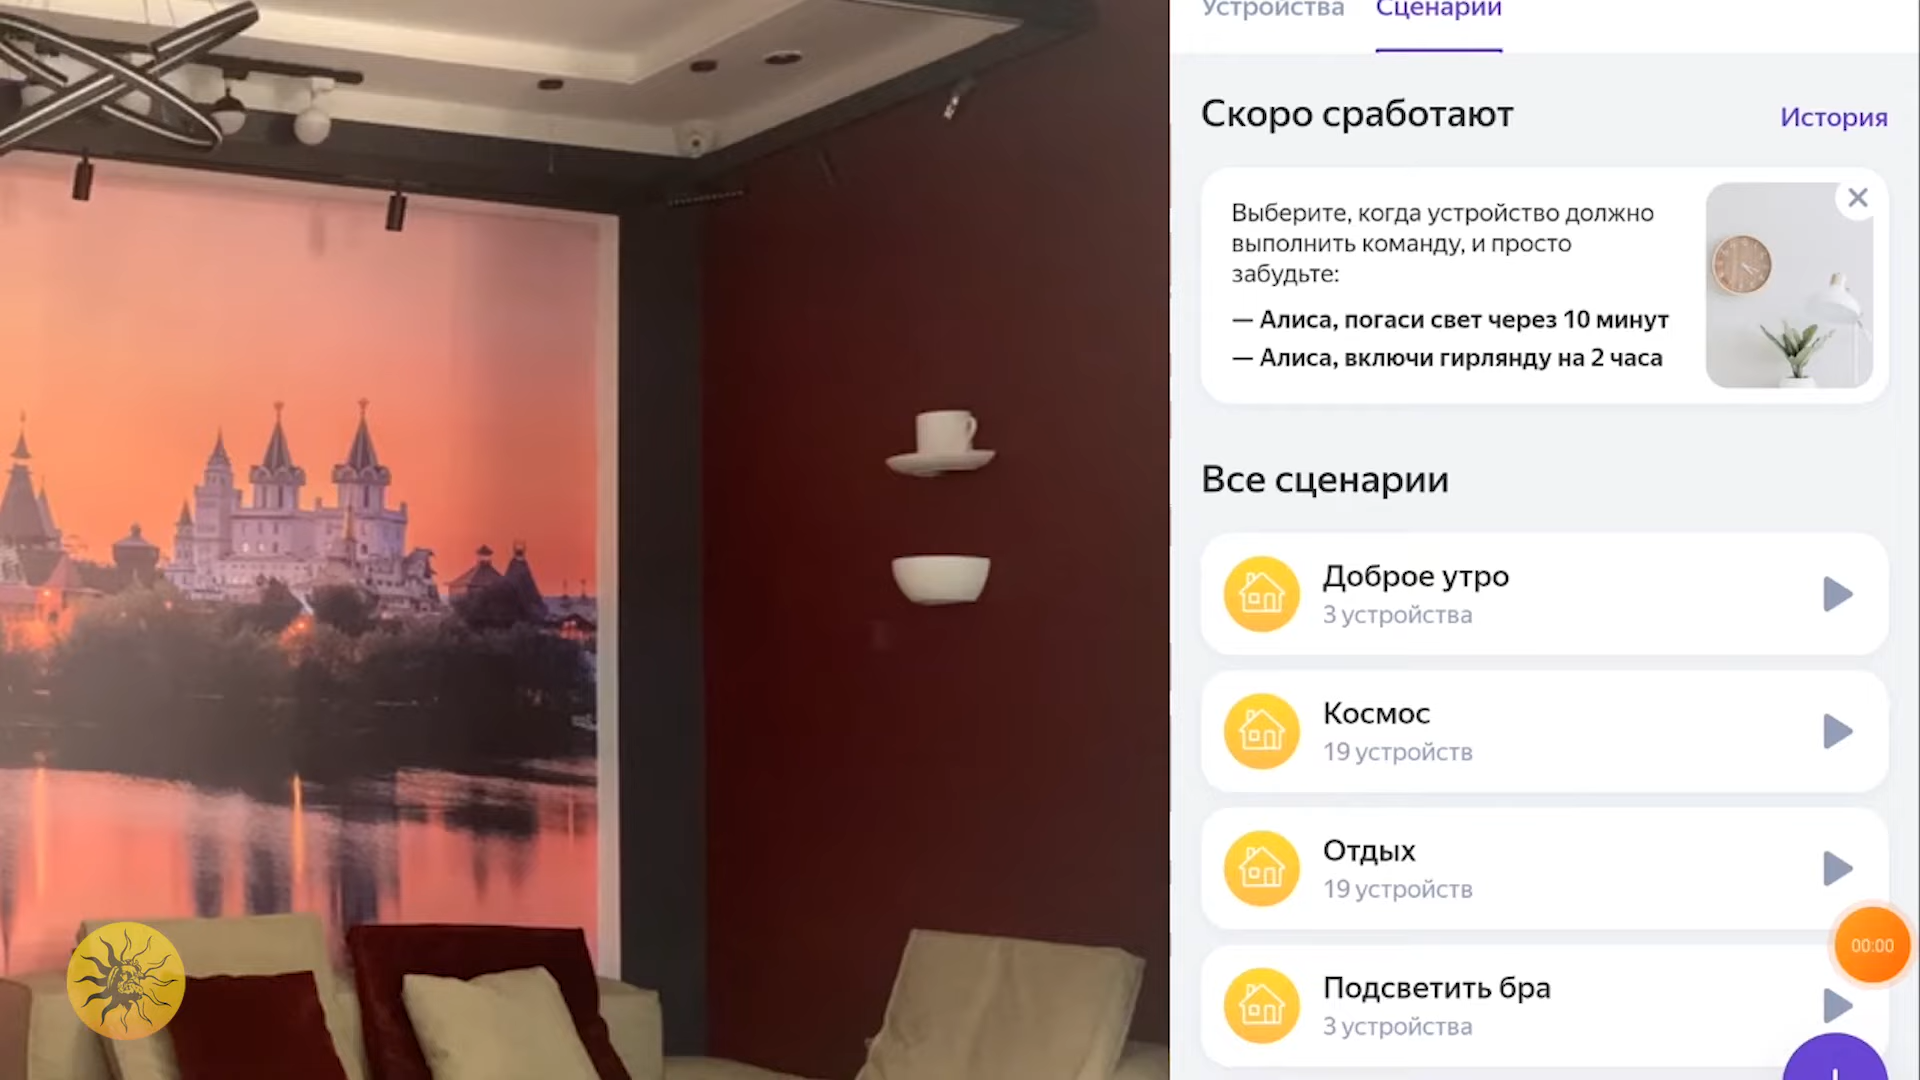 Устройства
Сценарии
Скоро сработают
История
Выберите, когда устройство должно
выполнить команду, и просто
забудьте:
— Алиса, погаси свет через 10 минут
— Алиса, включи гирлянду на 2 часа
Все сценарии
Доброе утро
3 устройства
Космос
19 устройств
Отдых
19 устройств
00:00
Подсветить бра
3 устройства